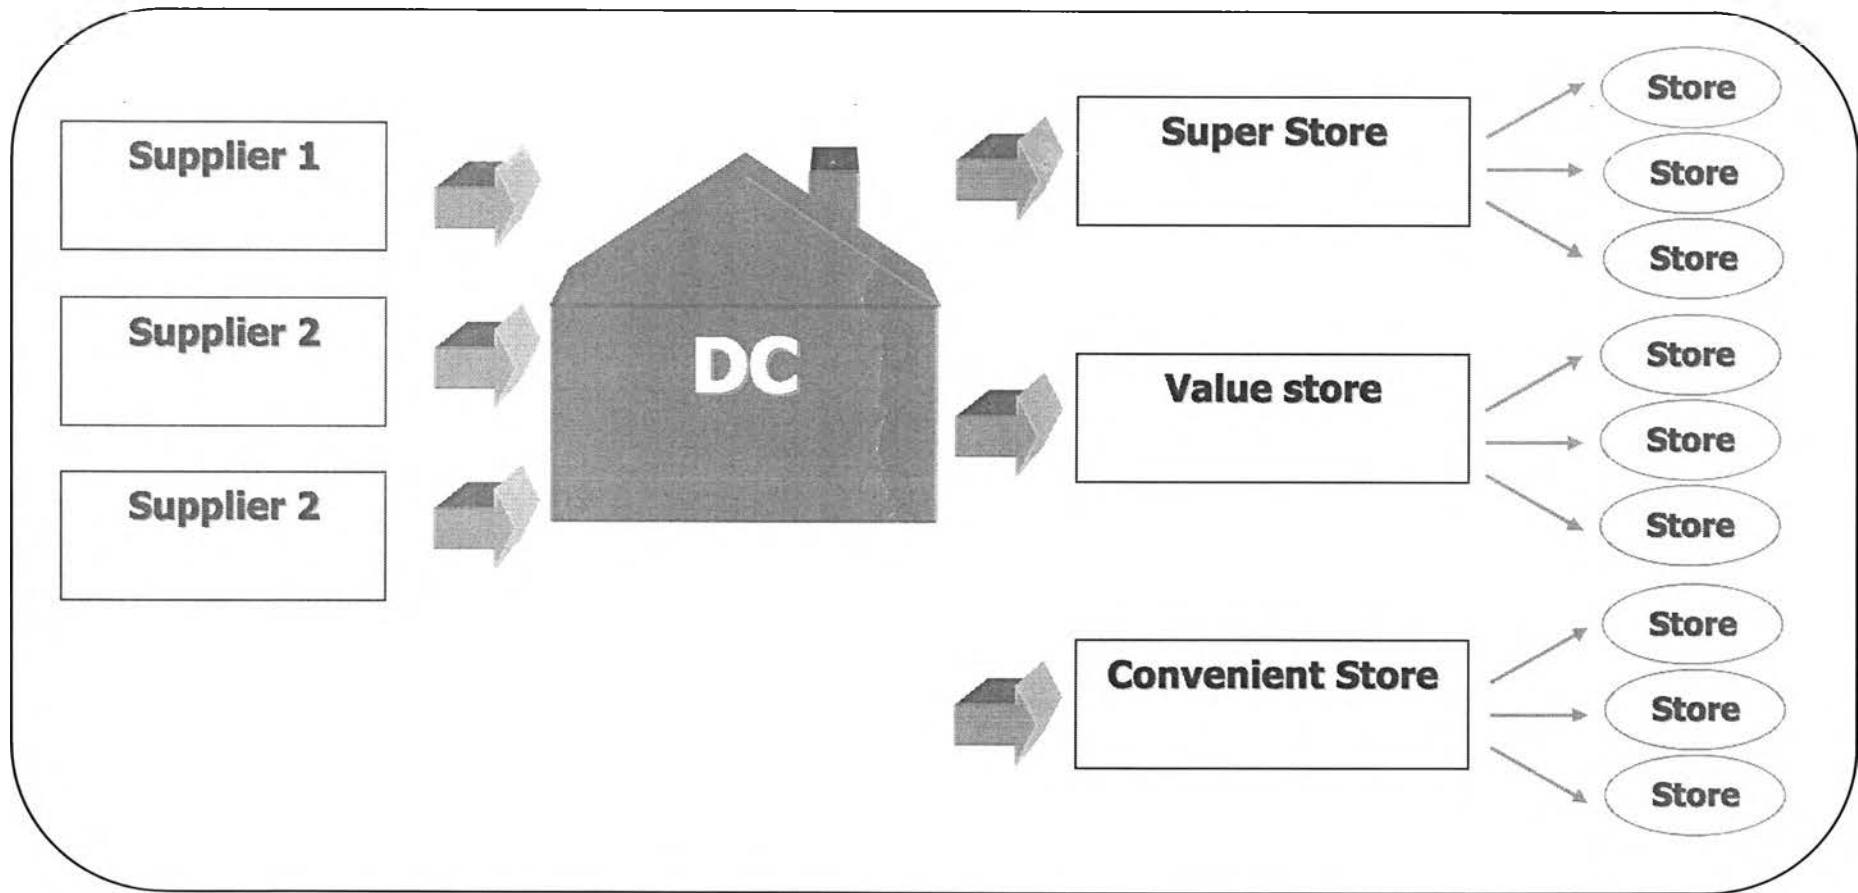 Supplier 1
Supplier 2
Supplier 2
DC
Super Store
Store
Store
Store
Value store
Store
Store
Store
Convenient Store
Store
Store
Store